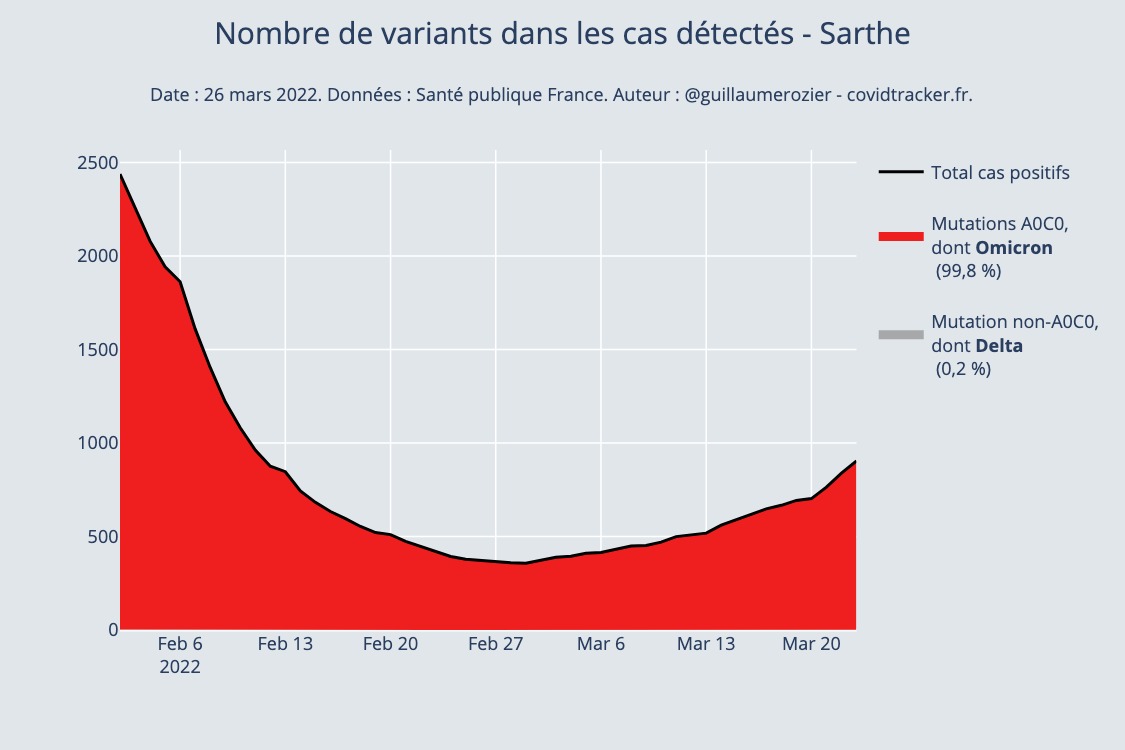 Nombre de variants dans les cas détectés - Sarthe
Date : 26 mars 2022. Données : Santé publique France. Auteur : @guillaumerozier - covidtracker.fr.
2500
2000
1500
1000
500
0
Feb 6
2022
Feb 13
Feb 20
Feb 27
Mar 6
Mar 13
Mar 20
Total cas positifs
Mutations A0C0,
dont Omicron
(99,8 %)
Mutation non-A0C0,
dont Delta
(0,2 %)